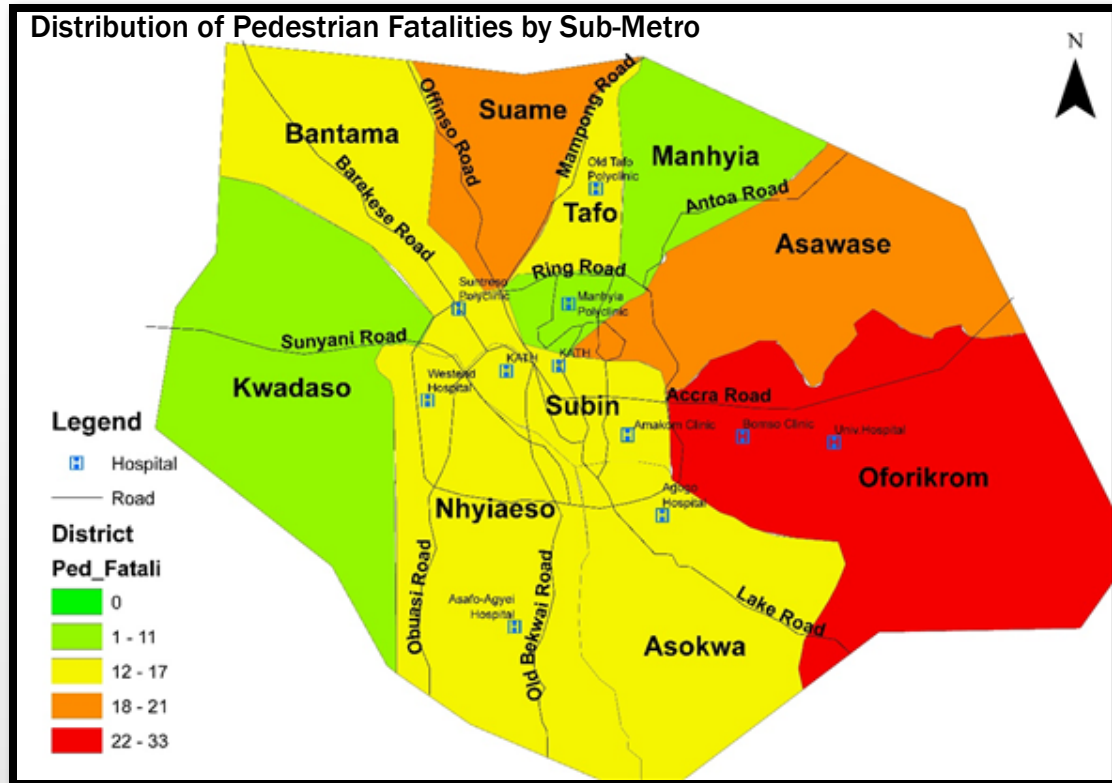 Distribution of Pedestrian Fatalities by Sub-Metro
N
Suame
Bantama
Offinso Road
Mampong Road
Manhyia
Old Tafo
Polyclinic
Barekese Road
Tafo
Antoa Road
Asawase
Ring Road
Suntreso
Polyclinic
Manhyia
Polyclinic
Sunyani Road
KATH
KATH
Westend
Hospital
Kwadaso
Accra Road
Subin
Legend
Hospital
Road
Amakom Clinic
Bomso Clinic
Univ.Hospital
Oforikrom
Agogo
Hospital
Nhyiaeso
District
Ped_Fatali
0
1 - 11
12 - 17
18 - 21
22 - 33
Obuasi Road
Asafo-Agyei
Hospital
Old Bekwai Road
Lake Road
Asokwa